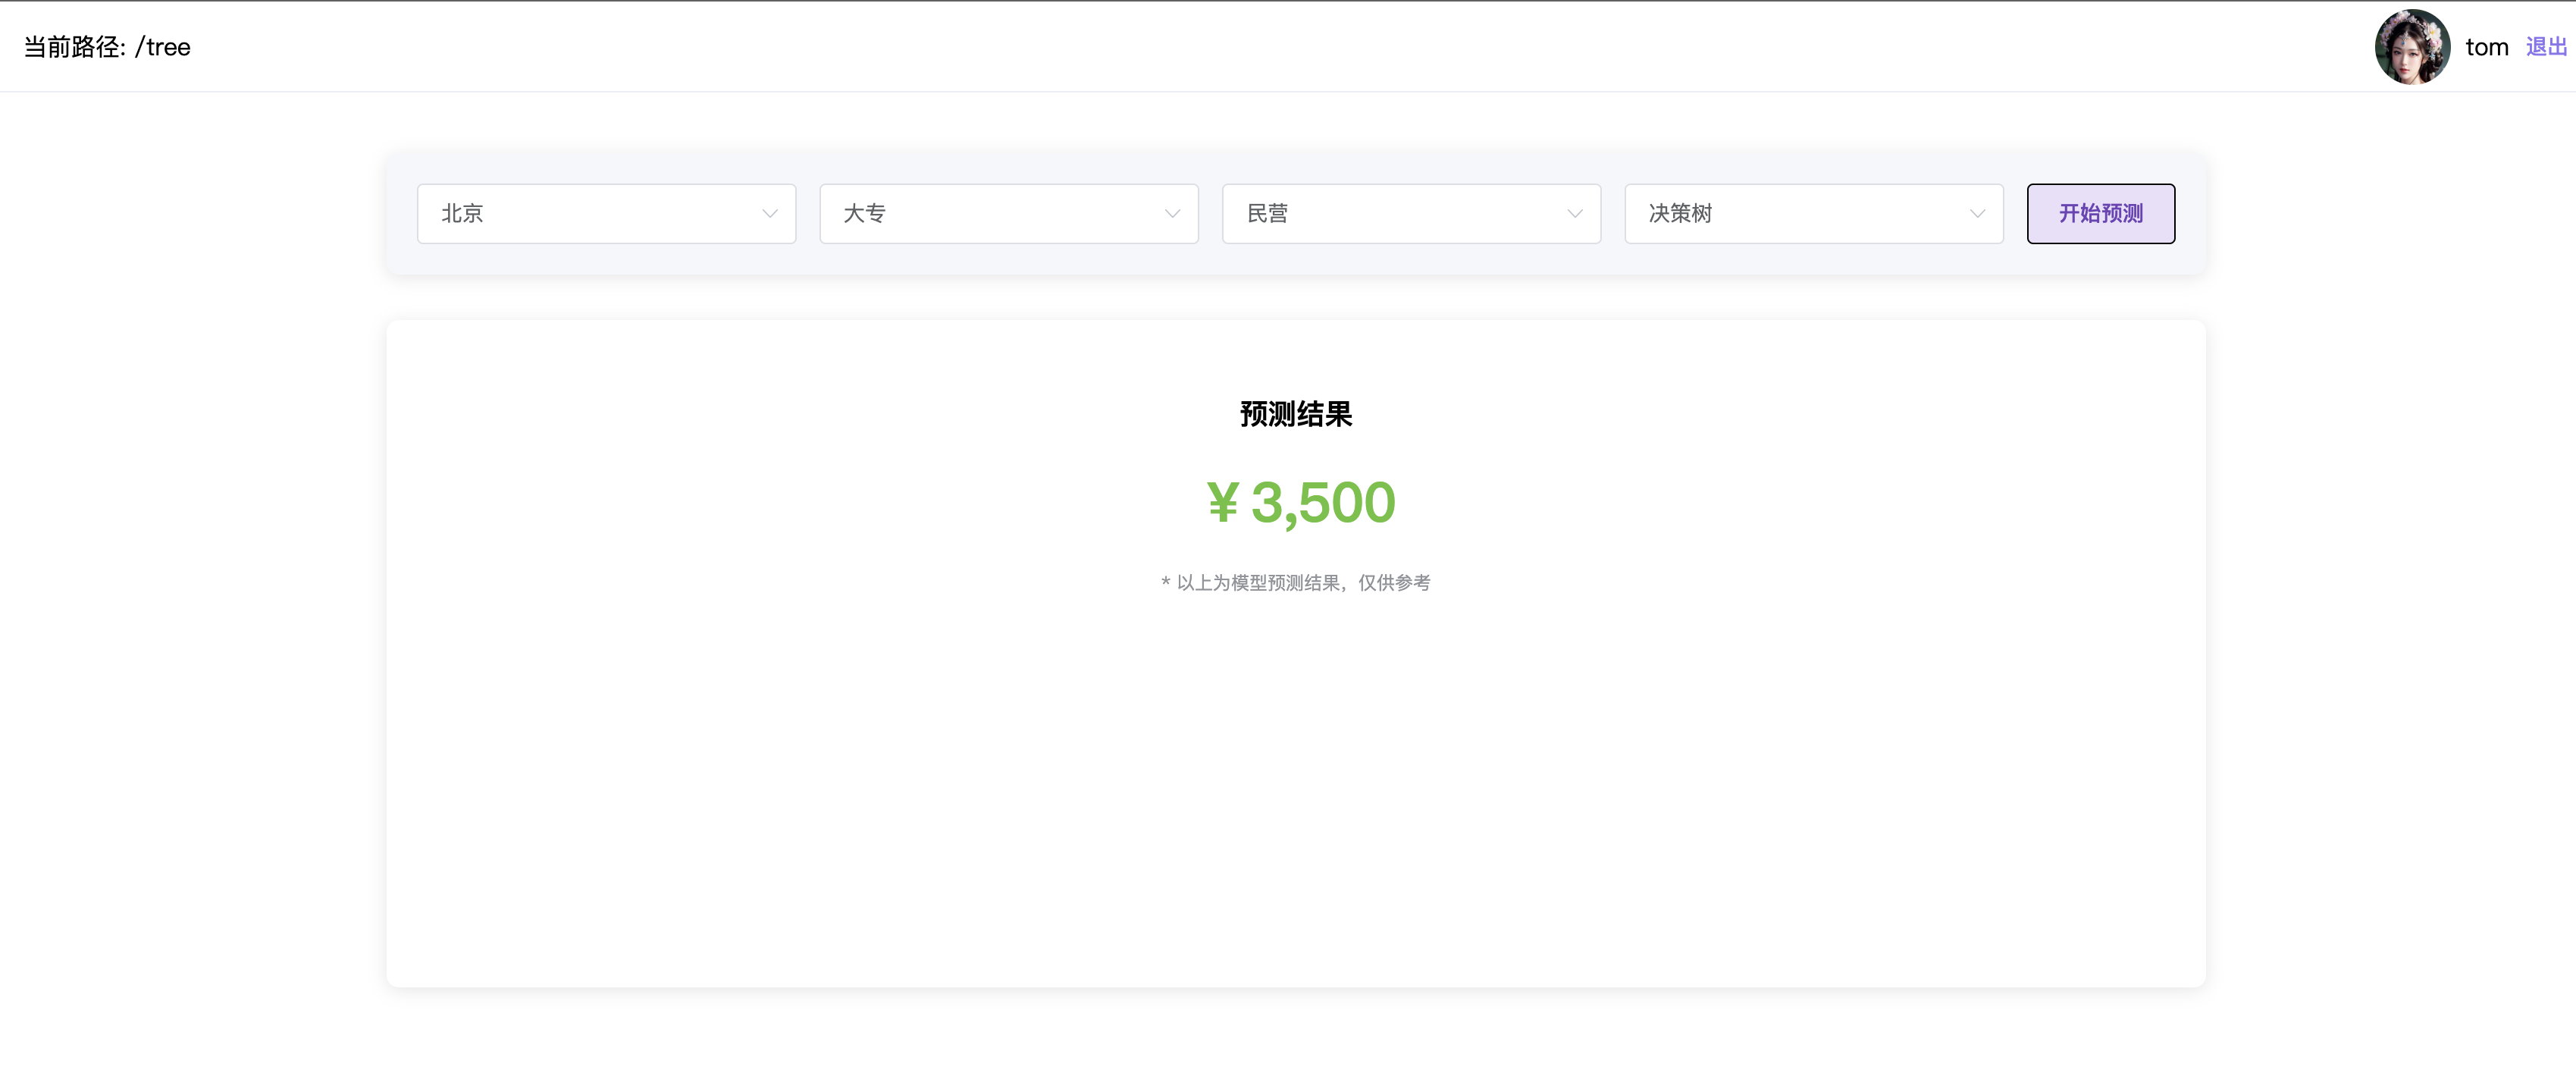 当前路径: /tree
tom 退出
北京 大专 民营 决策树 开始预测
预测结果
¥ 3,500
* 以上为模型预测结果，仅供参考